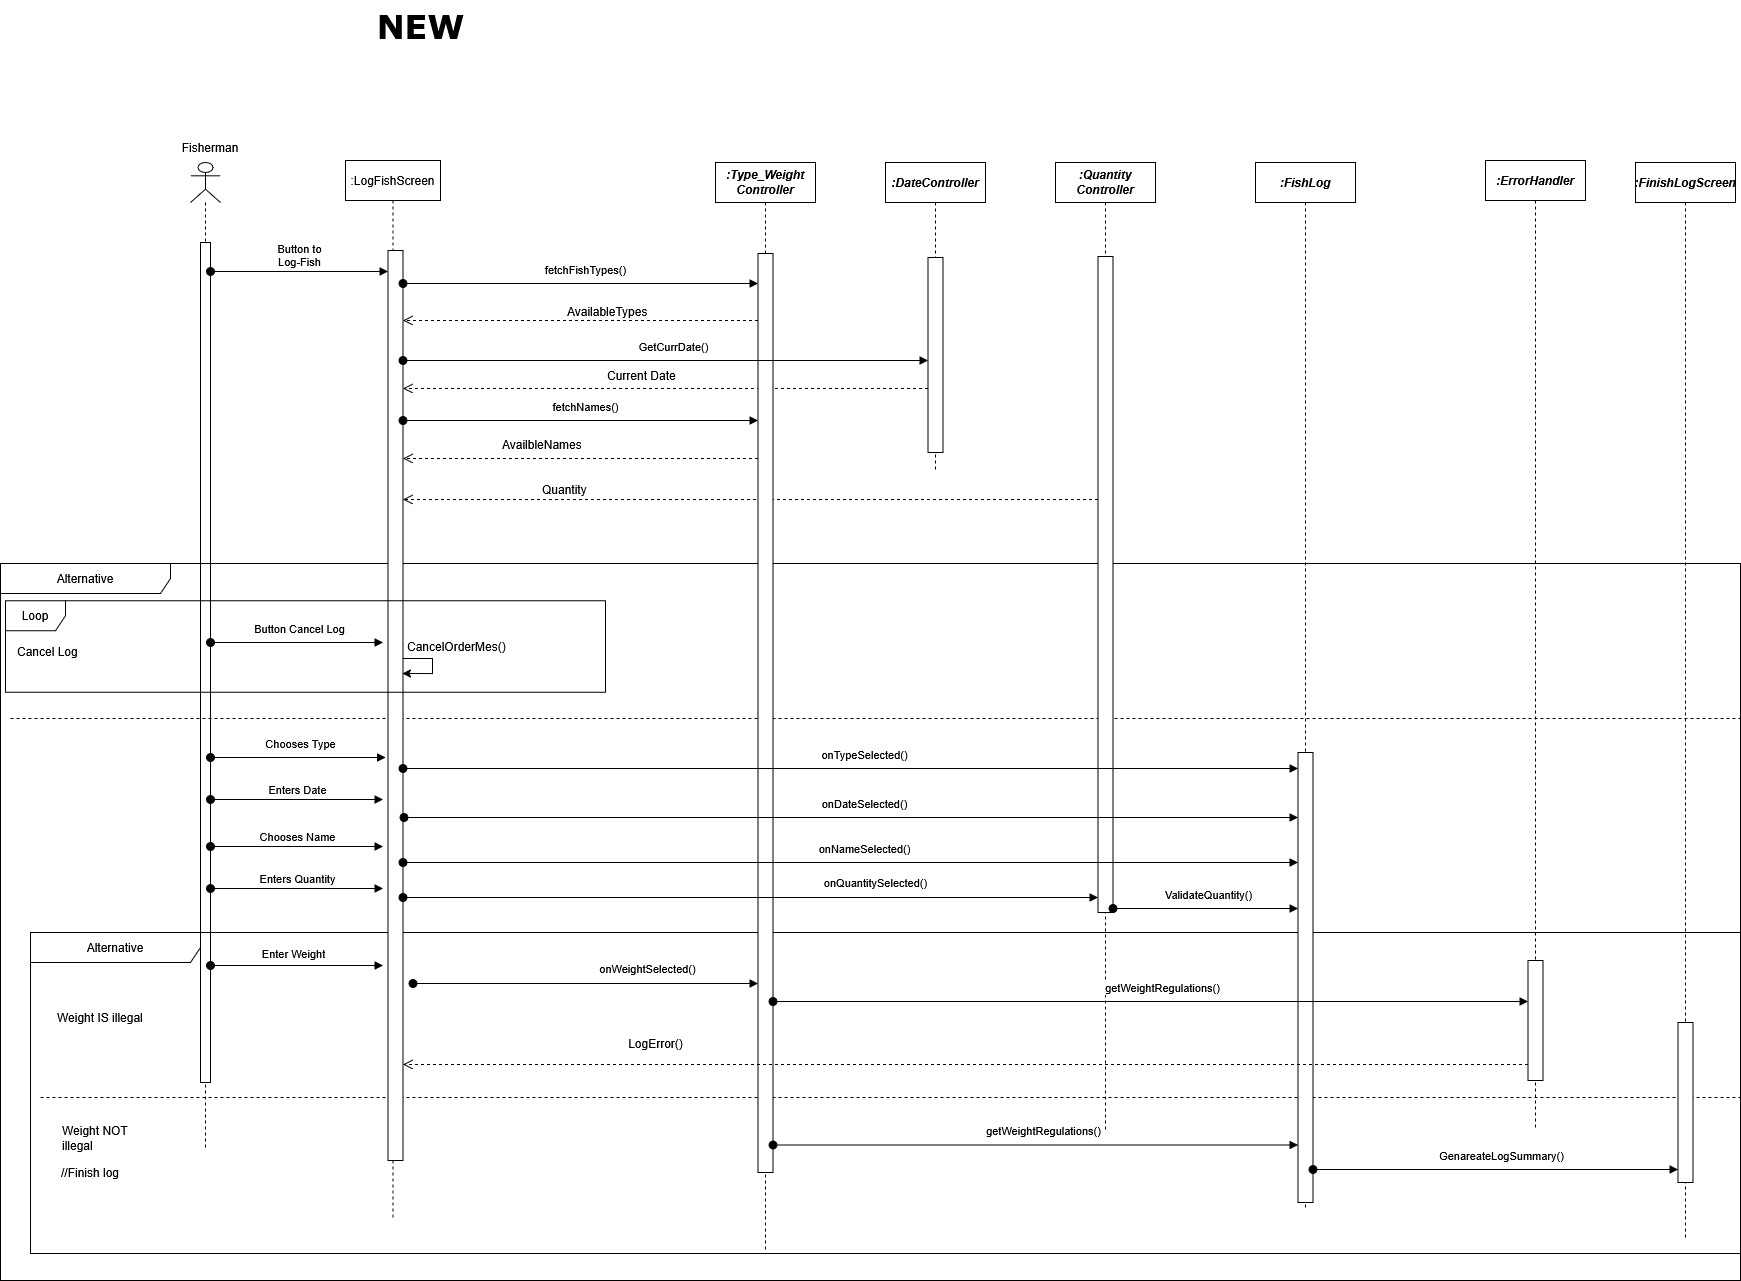 NEW
Fisherman
:LogFishScreen
:Type_Weight
Controller
:DateController
:Quantity
Controller
:FishLog
:ErrorHandler
:FinishLogScreen
Button to
Log-Fish
fetchFishTypes()
AvailableTypes
GetCurrDate()
Current Date
fetchNames()
AvailbleNames
Quantity
Alternative
Loop
Button Cancel Log
CancelOrderMes()
Cancel Log
Chooses Type
onTypeSelected()
Enters Date
onDateSelected()
Chooses Name
onNameSelected()
Enters Quantity
onQuantitySelected()
ValidateQuantity()
Alternative
Enter Weight
onWeightSelected()
getWeightRegulations()
Weight IS illegal
LogError()
Weight NOT
illegal
getWeightRegulations()
GenareateLogSummary()
//Finish log